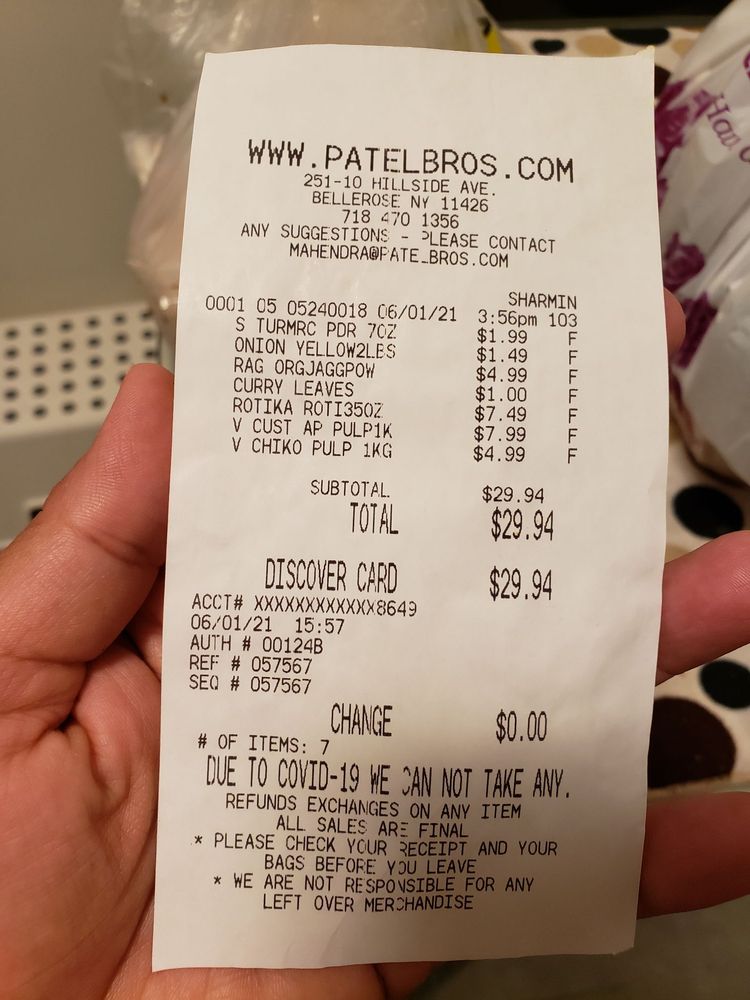 WWW.PATELBROS.COM
251-10 HILLSIDE AVE.
BELLEROSE NY 11426
718 470 1356
ANY SUGGESTIONS - PLEASE CONTACT
MAHENDRA@PATELBROS.COM
SHARMIN
0001 05 05240018 06/01/21 3:56pm 103
S TURMRC PDR 7OZ $1.99 F
ONION YELLOW2LBS $1.49 F
RAG ORGJAGGPOW $4.99 F
CURRY LEAVES $1.00 F
ROTIKA ROTI35OZ $7.49 F
V CUST AP PULP1K $7.99 F
V CHIKO PULP 1KG $4.99 F
SUBTOTAL $29.94
TOTAL $29.94
DISCOVER CARD $29.94
ACCT# XXXXXXXXXXXX8649
06/01/21 15:57
AUTH # 00124B
REF # 057567
SEQ # 057567
CHANGE $0.00
# OF ITEMS: 7
DUE TO COVID-19 WE CAN NOT TAKE ANY.
REFUNDS EXCHANGES ON ANY ITEM
ALL SALES ARE FINAL
* PLEASE CHECK YOUR RECEIPT AND YOUR
BAGS BEFORE YOU LEAVE
* WE ARE NOT RESPONSIBLE FOR ANY
LEFT OVER MERCHANDISE